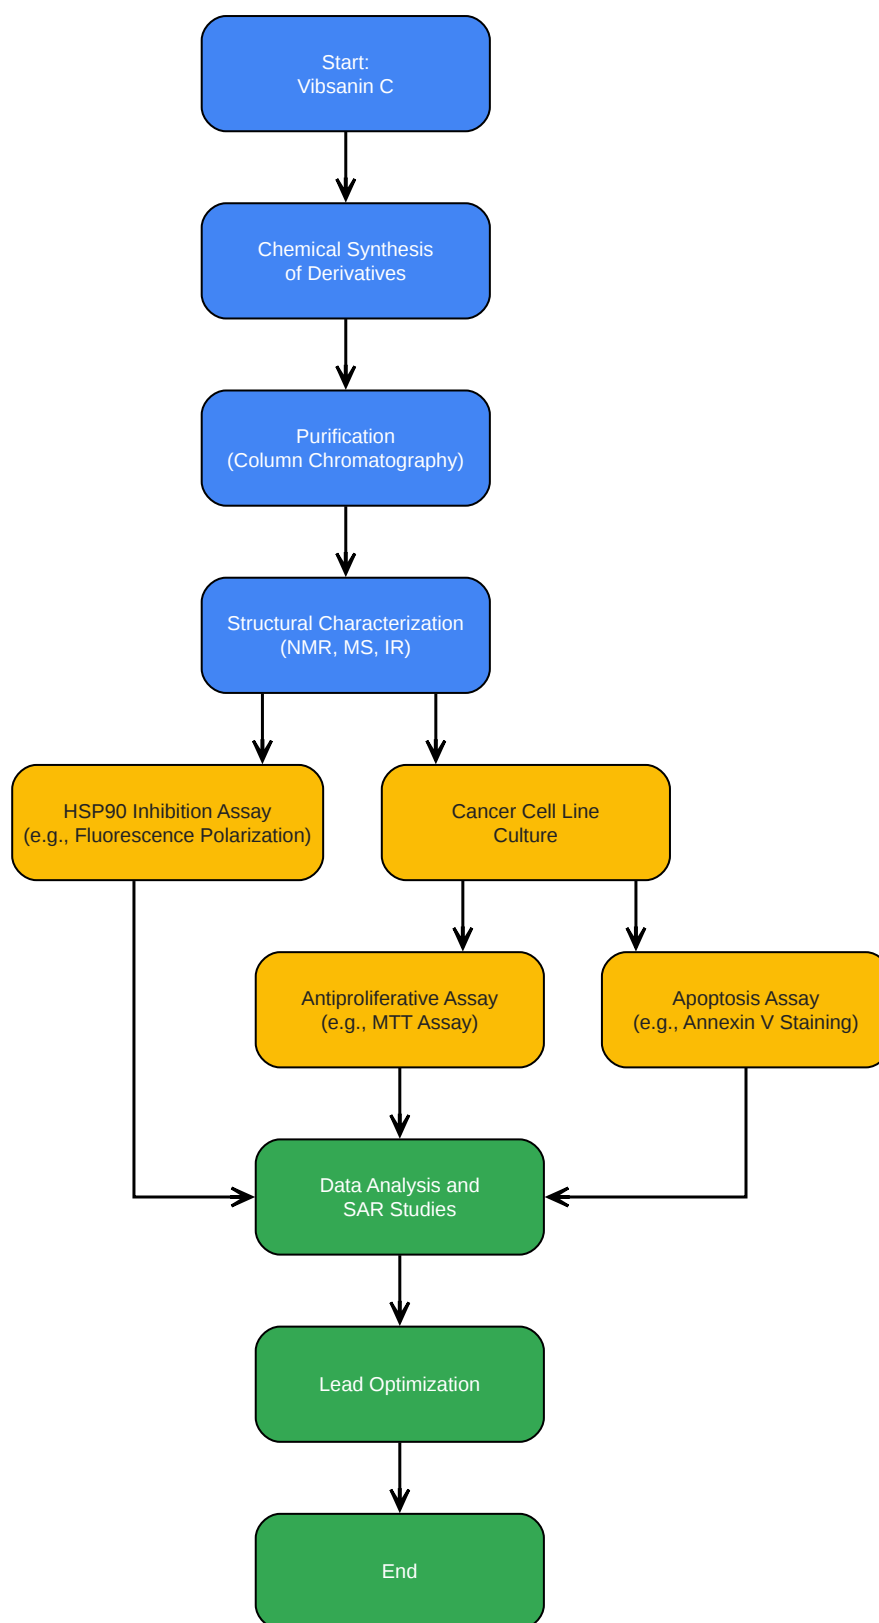 Start:
Vibsanin C
Chemical Synthesis
of Derivatives
Purification
(Column Chromatography)
Structural Characterization
(NMR, MS, IR)
HSP90 Inhibition Assay
(e.g., Fluorescence Polarization)
Cancer Cell Line
Culture
Antiproliferative Assay
(e.g., MTT Assay)
Apoptosis Assay
(e.g., Annexin V Staining)
Data Analysis and
SAR Studies
Lead Optimization
End